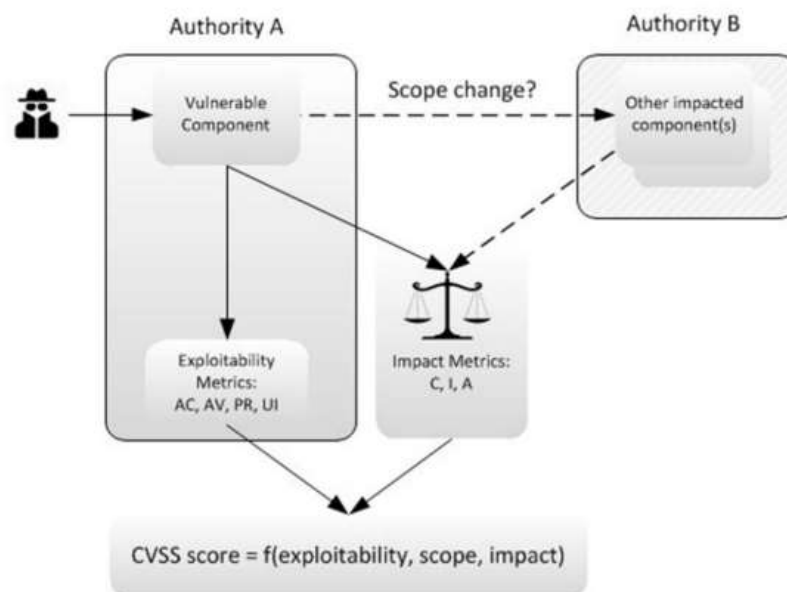 Authority A
Authority B
Vulnerable
Component
Scope change?
Other impacted
component(s)
Exploitability
Metrics:
AC, AV, PR, UI
Impact Metrics:
C, I, A
CVSS score = f(exploitability, scope, impact)